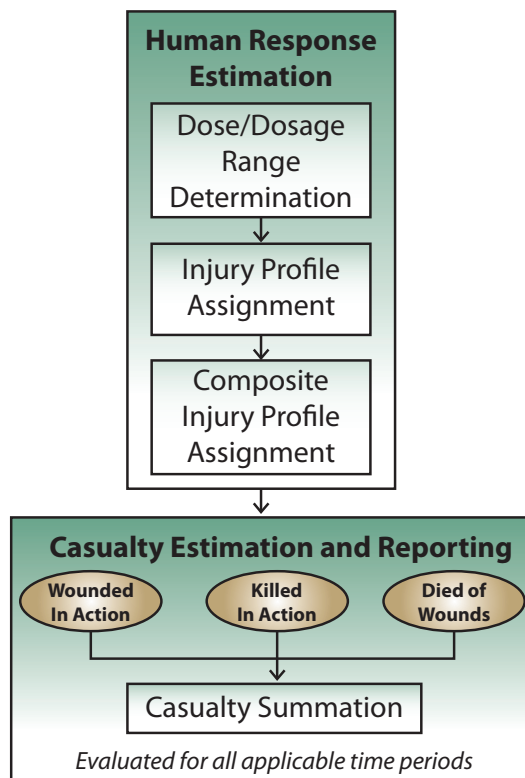 Human Response
Estimation
Dose/Dosage
Range
Determination
Injury Profile
Assignment
Composite
Injury Profile
Assignment
Casualty Estimation and Reporting
Wounded
In Action
Killed
In Action
Died of
Wounds
Casualty Summation
Evaluated for all applicable time periods